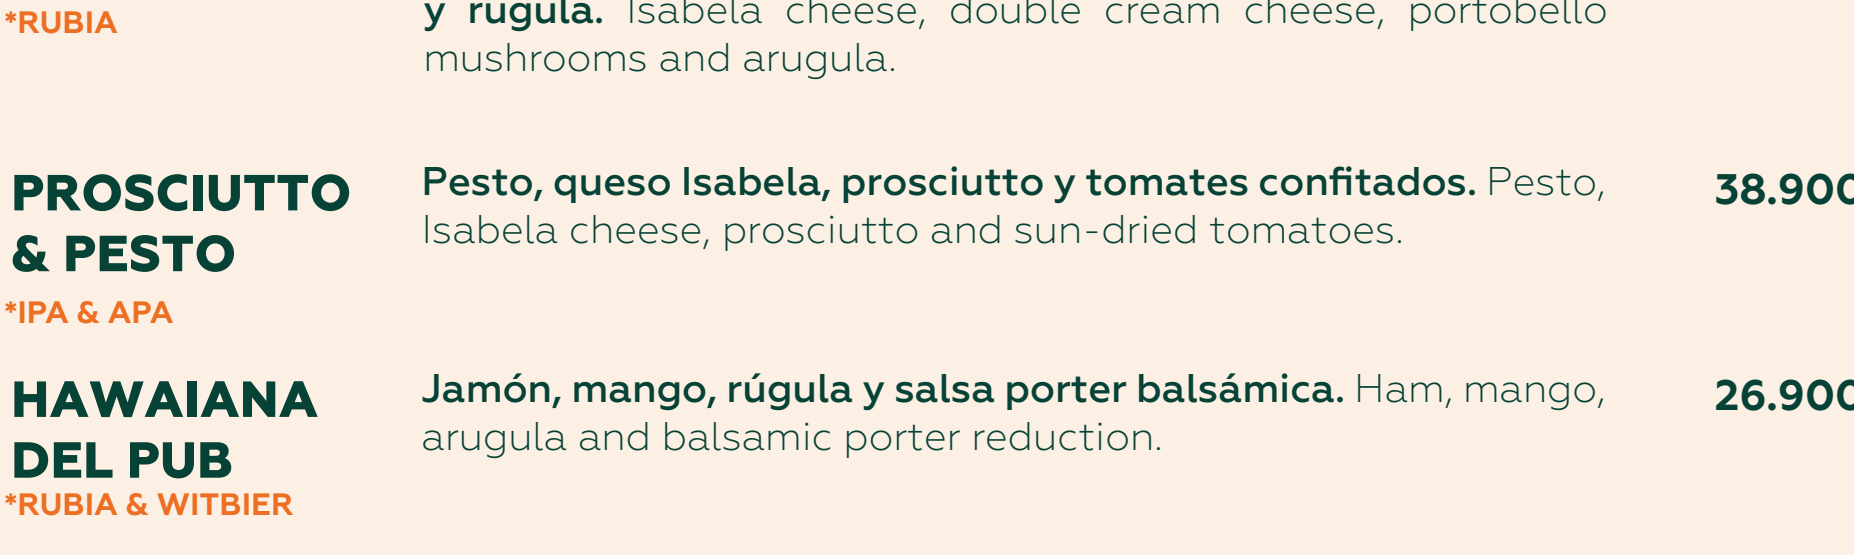 *RUBIA
y rugula. Isabela cheese, double cream cheese, portobello
mushrooms and arugula.
PROSCIUTTO
& PESTO
*IPA & APA
Pesto, queso Isabela, prosciutto y tomates confitados. Pesto,
Isabela cheese, prosciutto and sun-dried tomatoes.
38.900
HAWAIANA
DEL PUB
*RUBIA & WITBIER
Jamón, mango, rúgula y salsa porter balsámica. Ham, mango,
arugula and balsamic porter reduction.
26.900